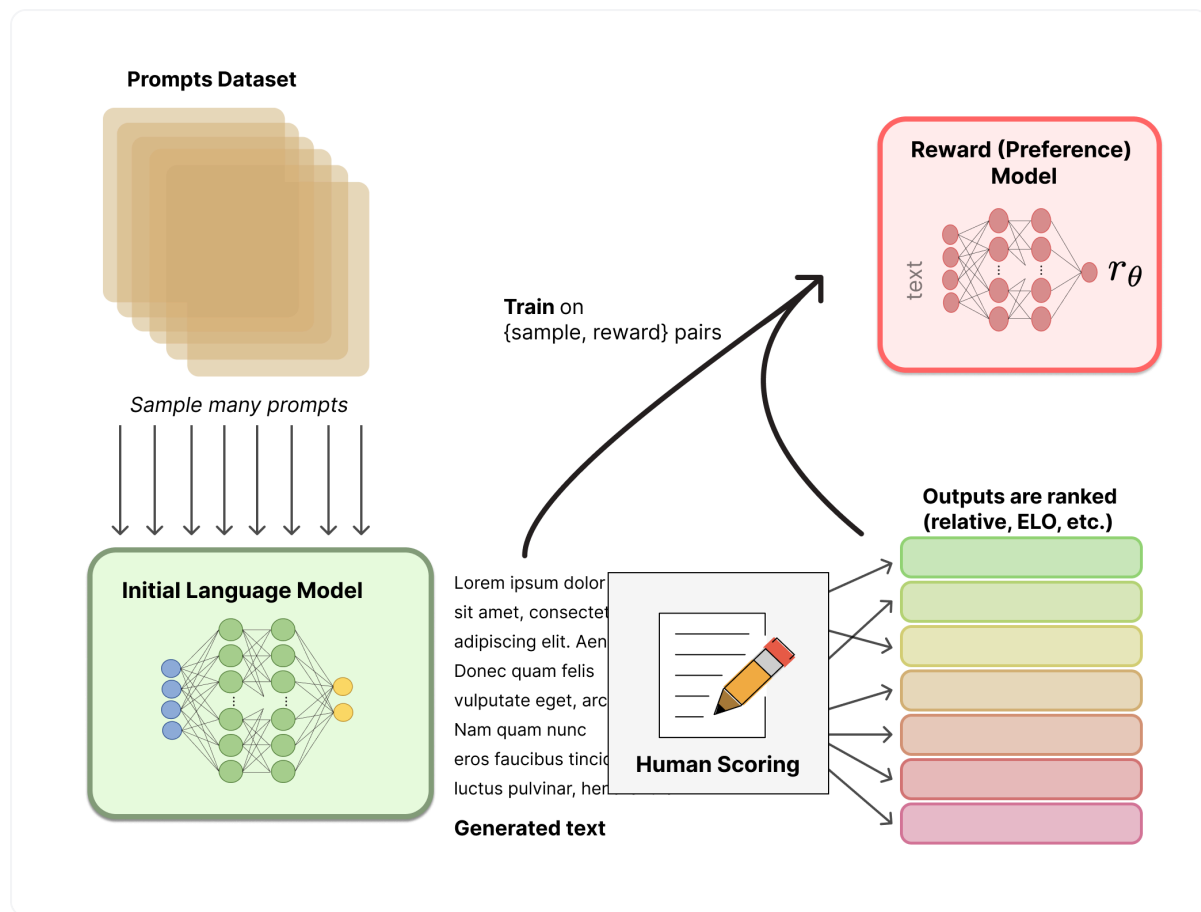 Prompts Dataset
Sample many prompts
Initial Language Model
Lorem ipsum dolor
sit amet, consectet
adipiscing elit. Aen
Donec quam felis
vulputate eget, arc
Nam quam nunc
eros faucibus tincid
luctus pulvinar, hen
Generated text
Human Scoring
Train on
{sample, reward} pairs
Reward (Preference)
Model
text
rθ
Outputs are ranked
(relative, ELO, etc.)